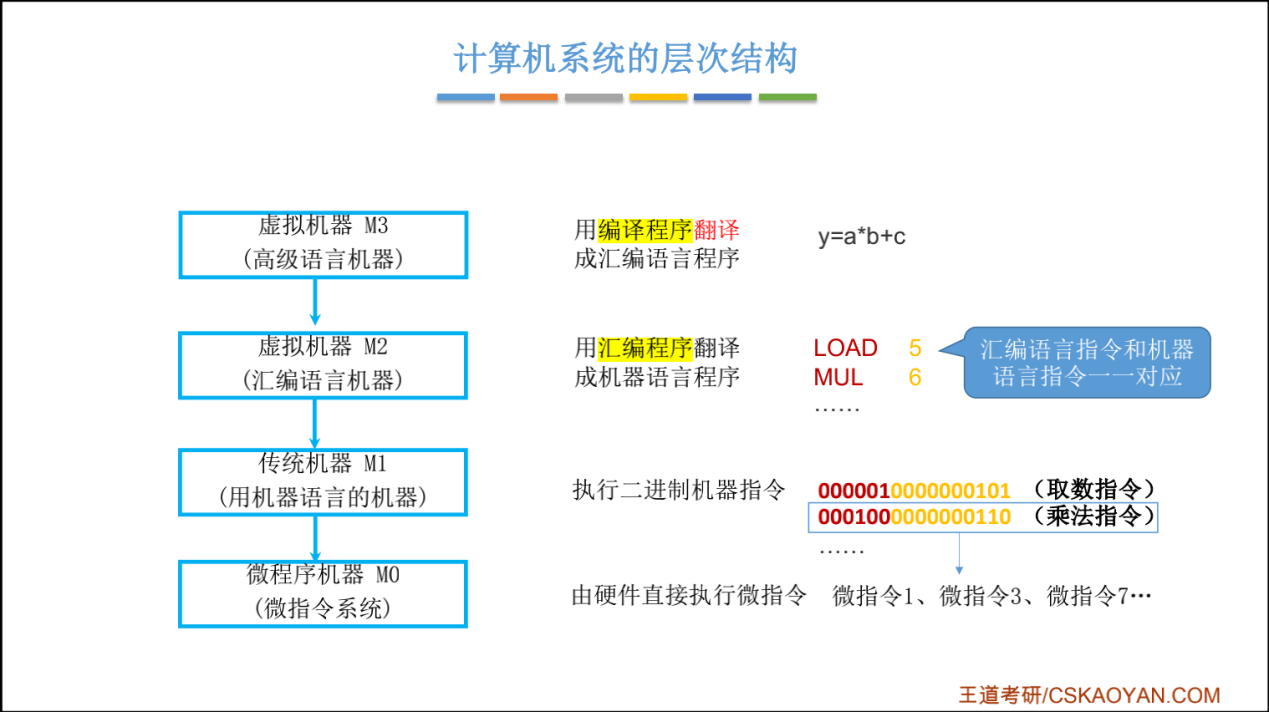 计算机系统的层次结构
虚拟机器 M3
(高级语言机器)
用编译程序翻译
成汇编语言程序
y=a*b+c
虚拟机器 M2
(汇编语言机器)
用汇编程序翻译
成机器语言程序
LOAD 5
MUL 6
……
汇编语言指令和机器
语言指令一一对应
传统机器 M1
(用机器语言的机器)
执行二进制机器指令
0000010000000101 （取数指令）
0001000000000110 （乘法指令）
……
微程序机器 M0
(微指令系统)
由硬件直接执行微指令
微指令1、微指令3、微指令7…
王道考研/CSKAOYAN.COM